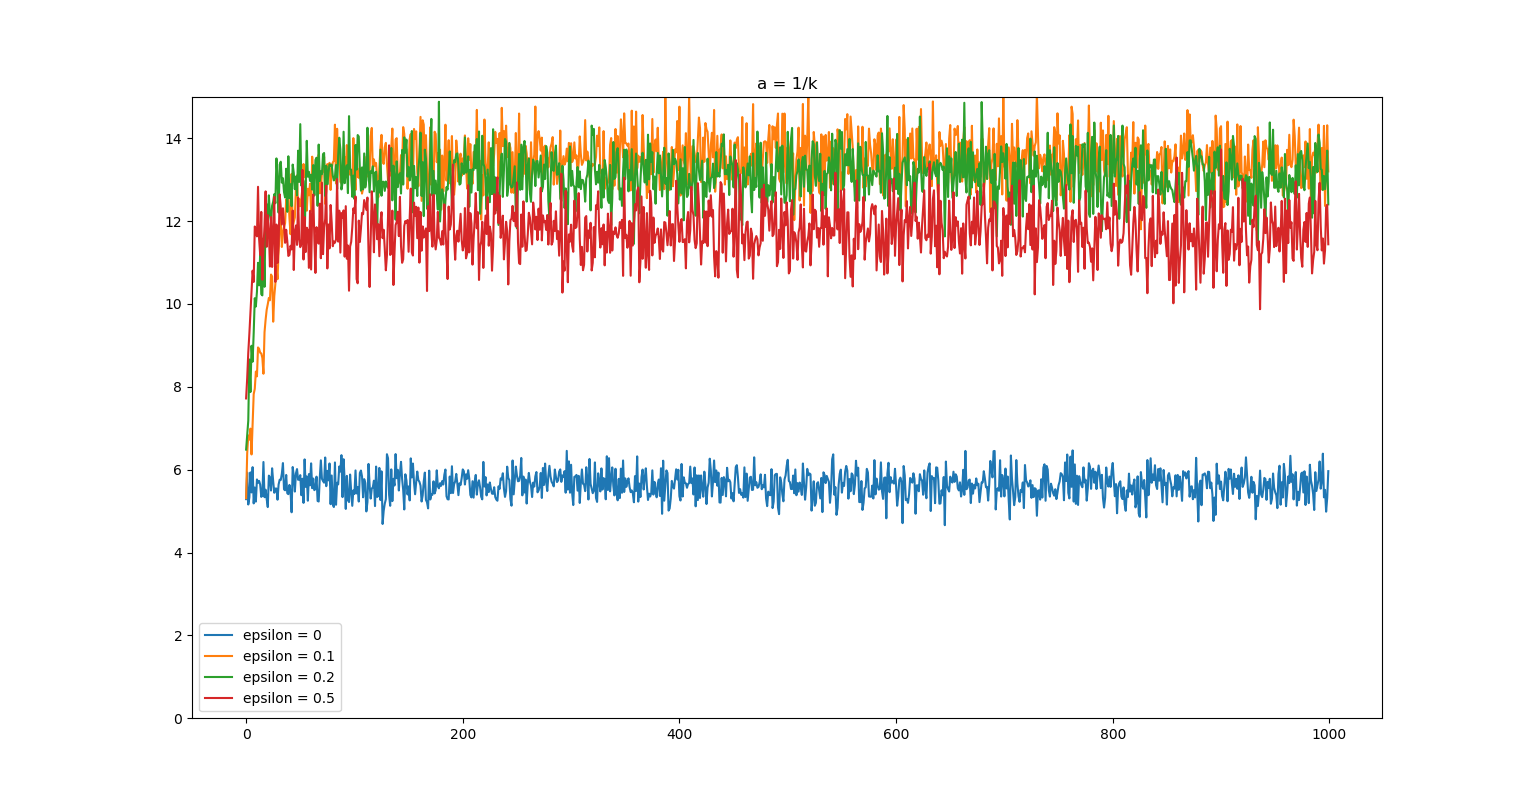 a = 1/k
14
12
10
8
6
4
2
0
epsilon = 0
epsilon = 0.1
epsilon = 0.2
epsilon = 0.5
0 200 400 600 800 1000